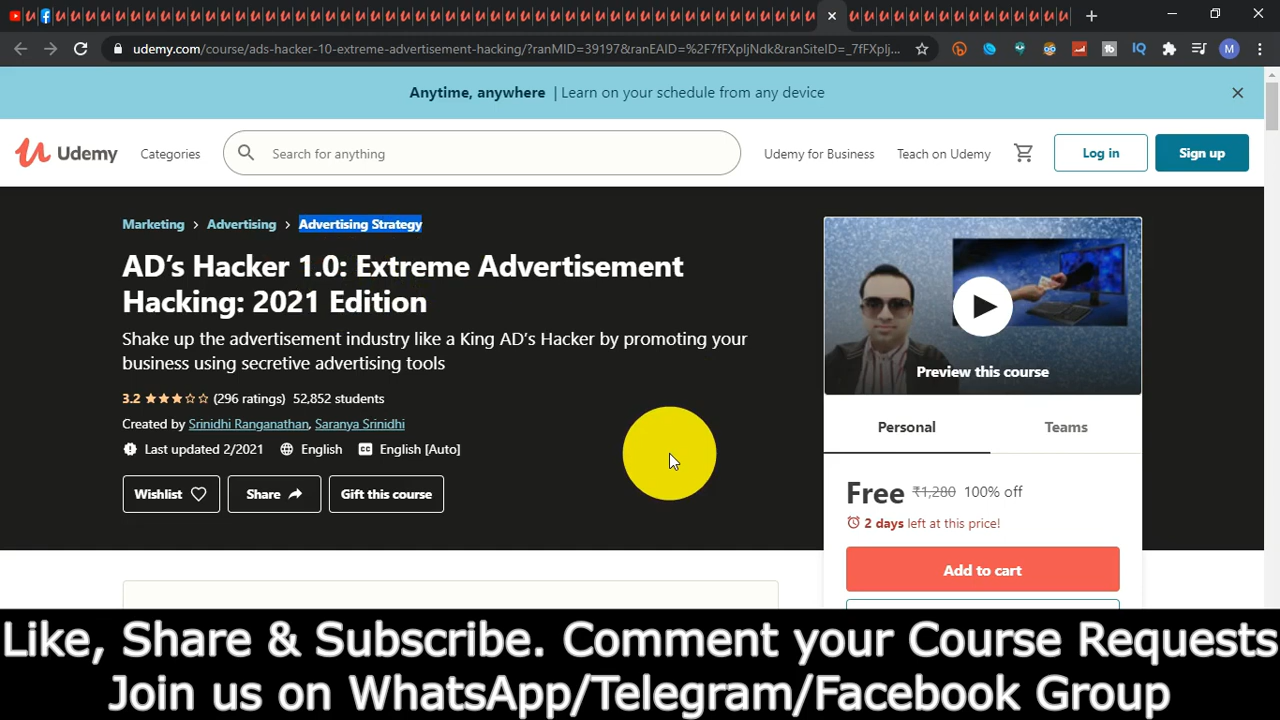 udemy.com/course/ads-hacker-10-extreme-advertisement-hacking/?ranMID=39197&ranEAID=%2F7fFXpljNdk&ranSiteID=_7fFXplj...
IQ
M
Anytime, anywhere | Learn on your schedule from any device
Udemy Categories Search for anything Udemy for Business Teach on Udemy Log in Sign up
Marketing > Advertising > Advertising Strategy
AD's Hacker 1.0: Extreme Advertisement
Hacking: 2021 Edition
Shake up the advertisement industry like a King AD's Hacker by promoting your
business using secretive advertising tools
3.2 (296 ratings) 52,852 students
Created by Srinidhi Ranganathan, Saranya Srinidhi
Last updated 2/2021 English CC English [Auto]
Wishlist Share Gift this course
Preview this course
Personal Teams
Free ₹1,280 100% off
2 days left at this price!
Add to cart
Like, Share & Subscribe. Comment your Course Requests
Join us on WhatsApp/Telegram/Facebook Group